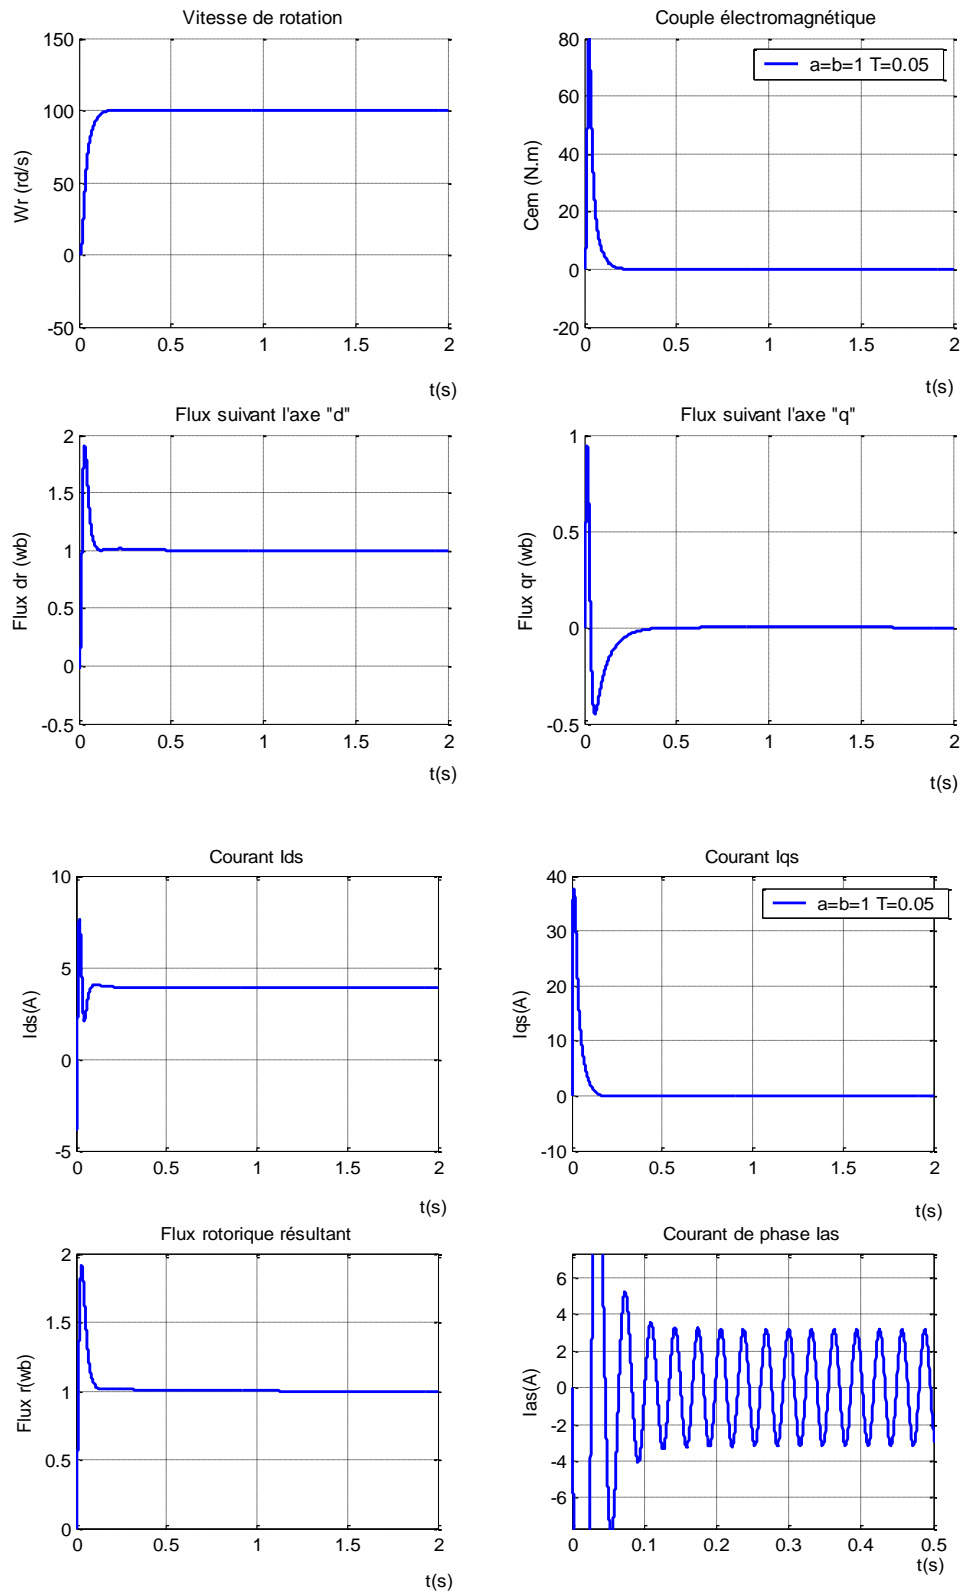 Vitesse de rotation
150
100
50
0
-50
Wr (rd/s)
0 0.5 1 1.5 2
t(s)
Couple électromagnétique
a=b=1 T=0.05
80
60
40
20
0
-20
Cem (N.m)
0 0.5 1 1.5 2
t(s)
Flux suivant l'axe "d"
2
1.5
1
0.5
0
-0.5
Flux dr (wb)
0 0.5 1 1.5 2
t(s)
Flux suivant l'axe "q"
1
0.5
0
-0.5
Flux qr (wb)
0 0.5 1 1.5 2
t(s)
Courant Ids
10
5
0
-5
Ids(A)
0 0.5 1 1.5 2
t(s)
Courant Iqs
a=b=1 T=0.05
40
30
20
10
0
-10
Iqs(A)
0 0.5 1 1.5 2
t(s)
Flux rotorique résultant
2
1.5
1
0.5
0
Flux r(wb)
0 0.5 1 1.5 2
t(s)
Courant de phase Ias
6
4
2
0
-2
-4
-6
Ias(A)
0 0.1 0.2 0.3 0.4 0.5
t(s)